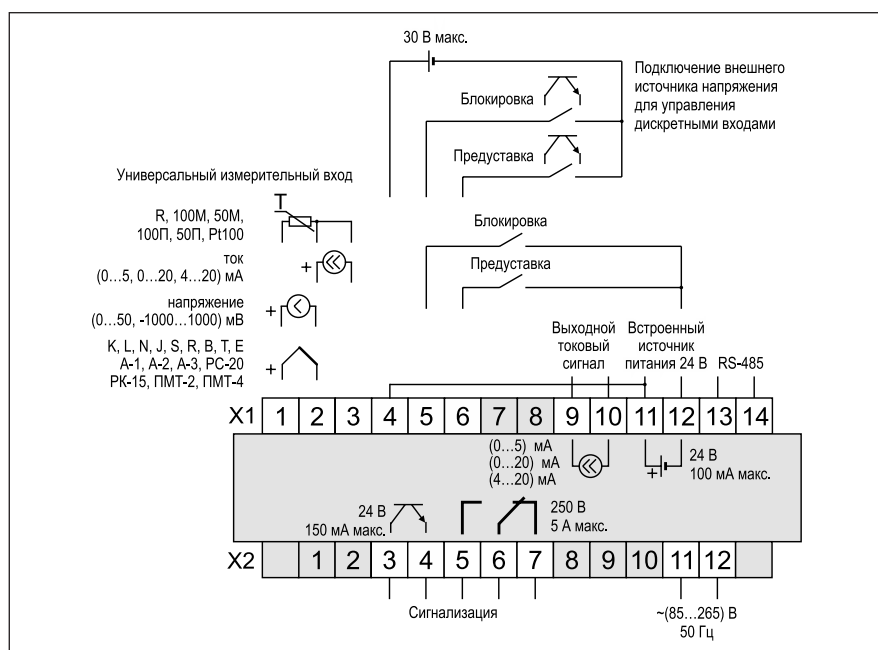 30 В макс.
Подключение внешнего
источника напряжения
для управления
дискретными входами
Блокировка
Предуставка
Универсальный измерительный вход
T
R, 100М, 50М,
100П, 50П, Pt100
ток
(0...5, 0...20, 4...20) мА
+
напряжение
(0...50, -1000...1000) мВ
+
K, L, N, J, S, R, B, T, E
А-1, А-2, А-3, РС-20
РК-15, ПМТ-2, ПМТ-4
+
Блокировка
Предуставка
Выходной
токовый
сигнал
Встроенный
источник
питания 24 В
RS-485
X1 1 2 3 4 5 6 7 8 9 10 11 12 13 14
(0...5) мА
(0...20) мА
(4...20) мА
+
24 В
100 мА макс.
24 В
150 мА макс.
250 В
5 А макс.
X2 1 2 3 4 5 6 7 8 9 10 11 12
Сигнализация
~(85...265) В
50 Гц